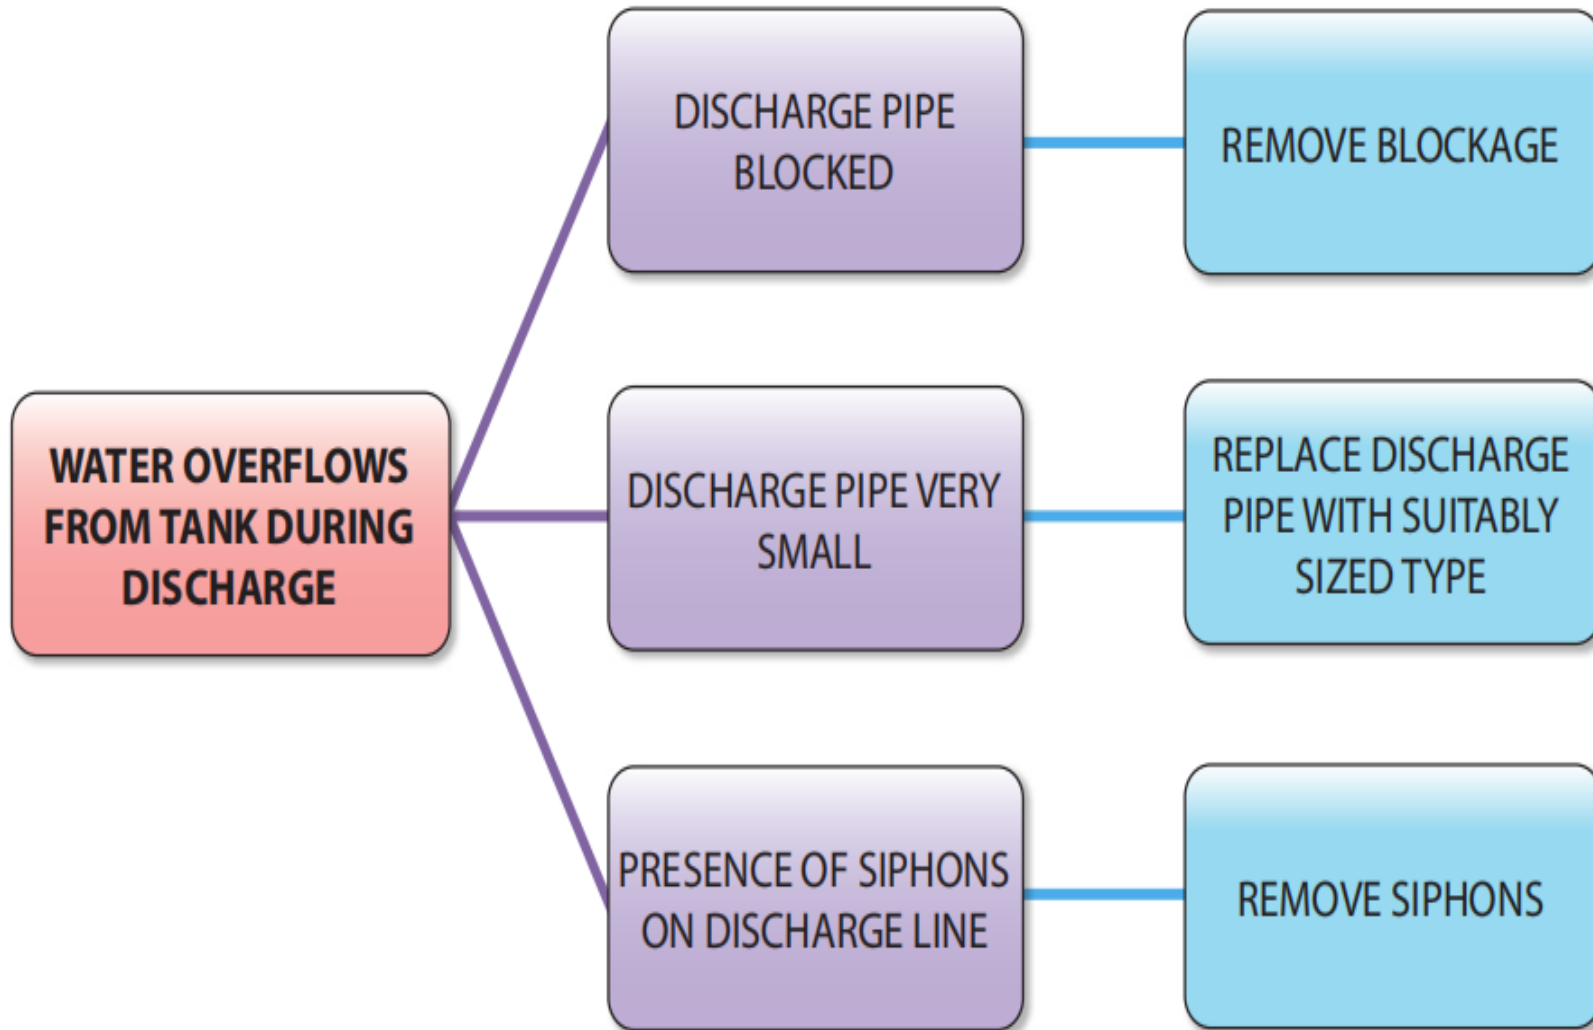 DISCHARGE PIPE
BLOCKED
REMOVE BLOCKAGE
WATER OVERFLOWS
FROM TANK DURING
DISCHARGE
DISCHARGE PIPE VERY
SMALL
REPLACE DISCHARGE
PIPE WITH SUITABLY
SIZED TYPE
PRESENCE OF SIPHONS
ON DISCHARGE LINE
REMOVE SIPHONS